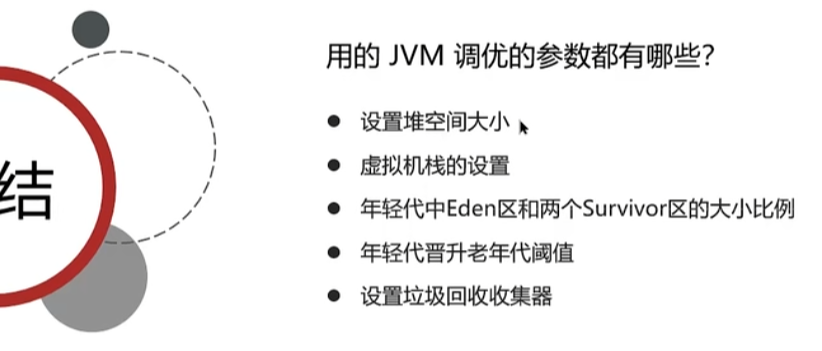 结
用的 JVM 调优的参数都有哪些？
● 设置堆空间大小
● 虚拟机栈的设置
● 年轻代中Eden区和两个Survivor区的大小比例
● 年轻代晋升老年代阈值
● 设置垃圾回收收集器